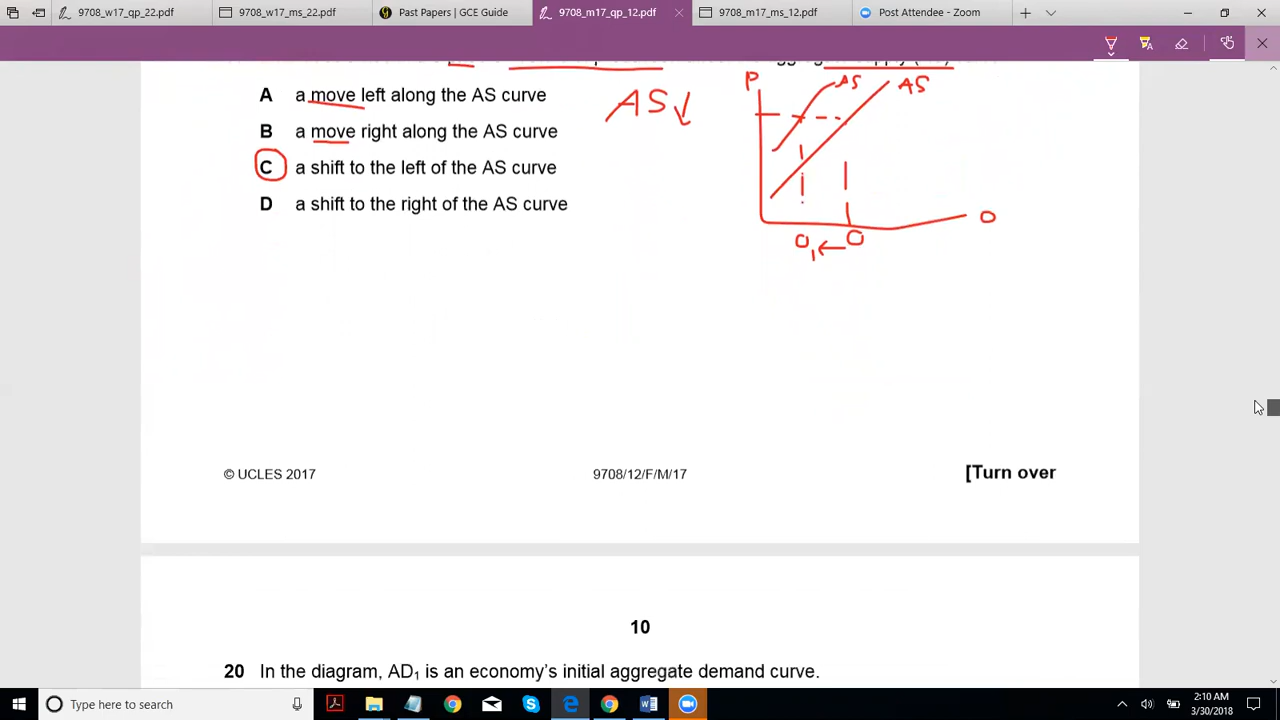 9708_w17_qp_22.pdf
Past Papers | GCE Guide
9708_m17_qp_12.pdf
9708_m17_ms_12.pdf
Post Attendee - Zoom
A a move left along the AS curve
B a move right along the AS curve
C a shift to the left of the AS curve
D a shift to the right of the AS curve
AS↓
P
AS
AS
O
O₁ ← O
© UCLES 2017
9708/12/F/M/17
[Turn over
10
20 In the diagram, AD₁ is an economy's initial aggregate demand curve.
Type here to search
2:10 AM
3/30/2018